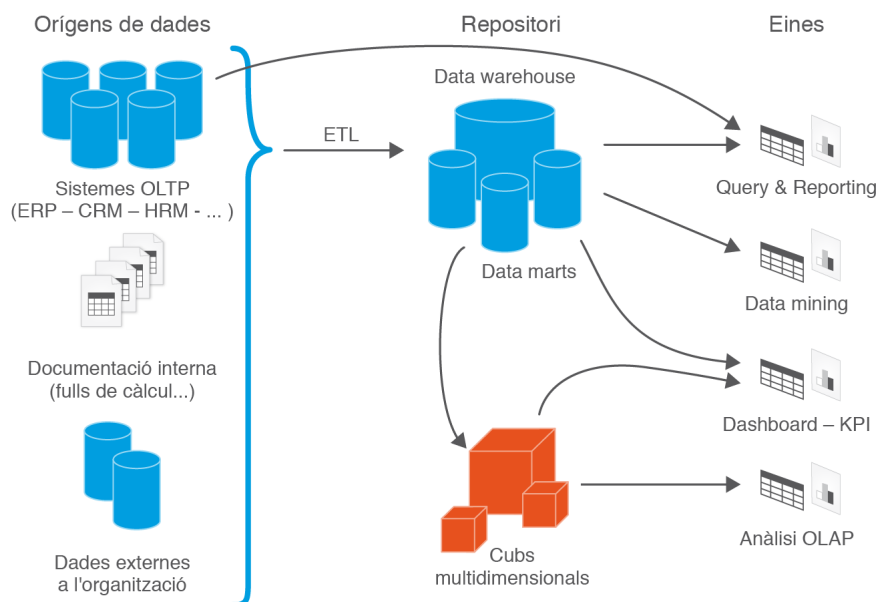 Orígens de dades
Sistemes OLTP
(ERP – CRM – HRM - ... )
Documentació interna
(fulls de càlcul...)
Dades externes
a l'organització
ETL
Repositori
Data warehouse
Data marts
Cubs
multidimensionals
Eines
Query & Reporting
Data mining
Dashboard – KPI
Anàlisi OLAP